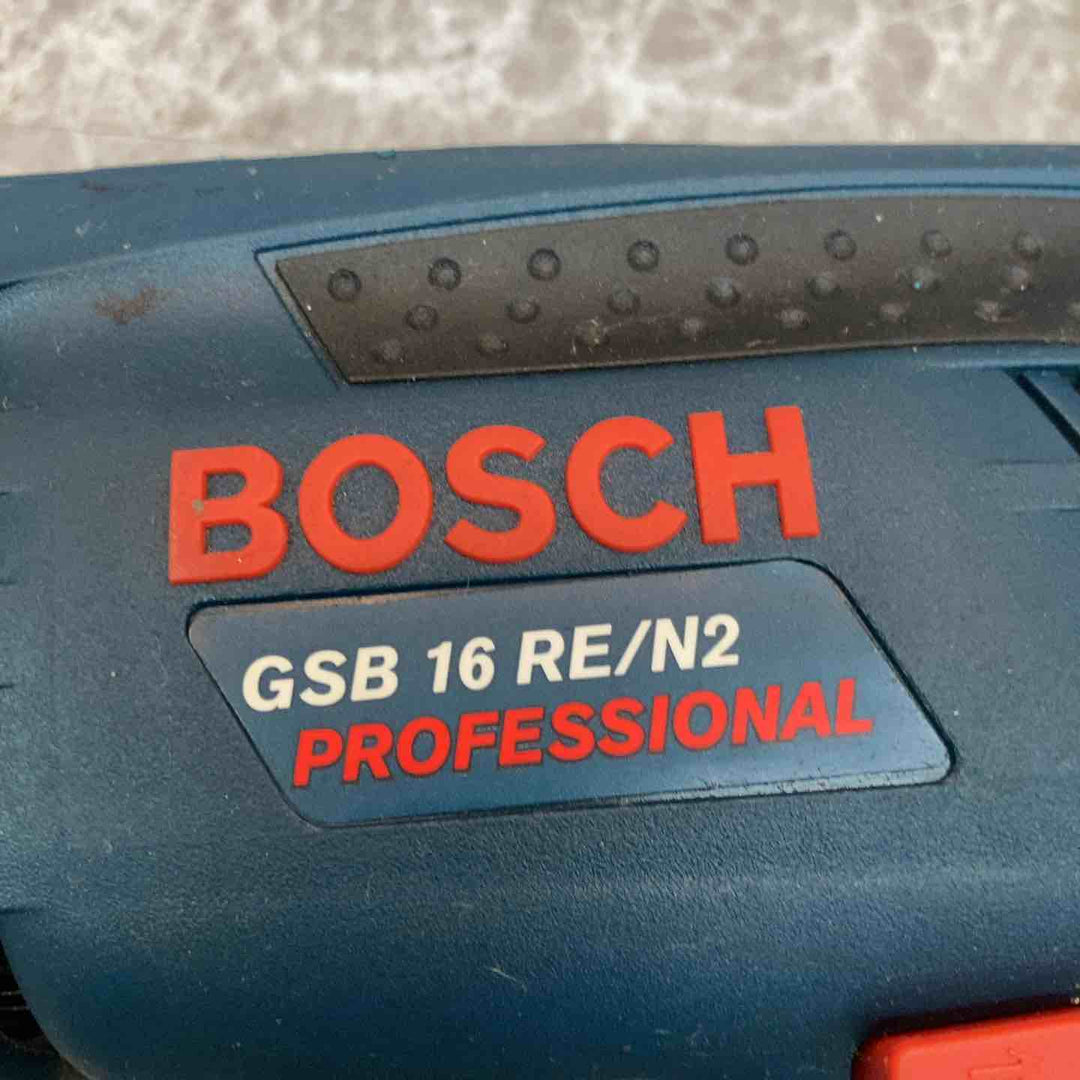 BOSCH
GSB 16 RE/N2
PROFESSIONAL